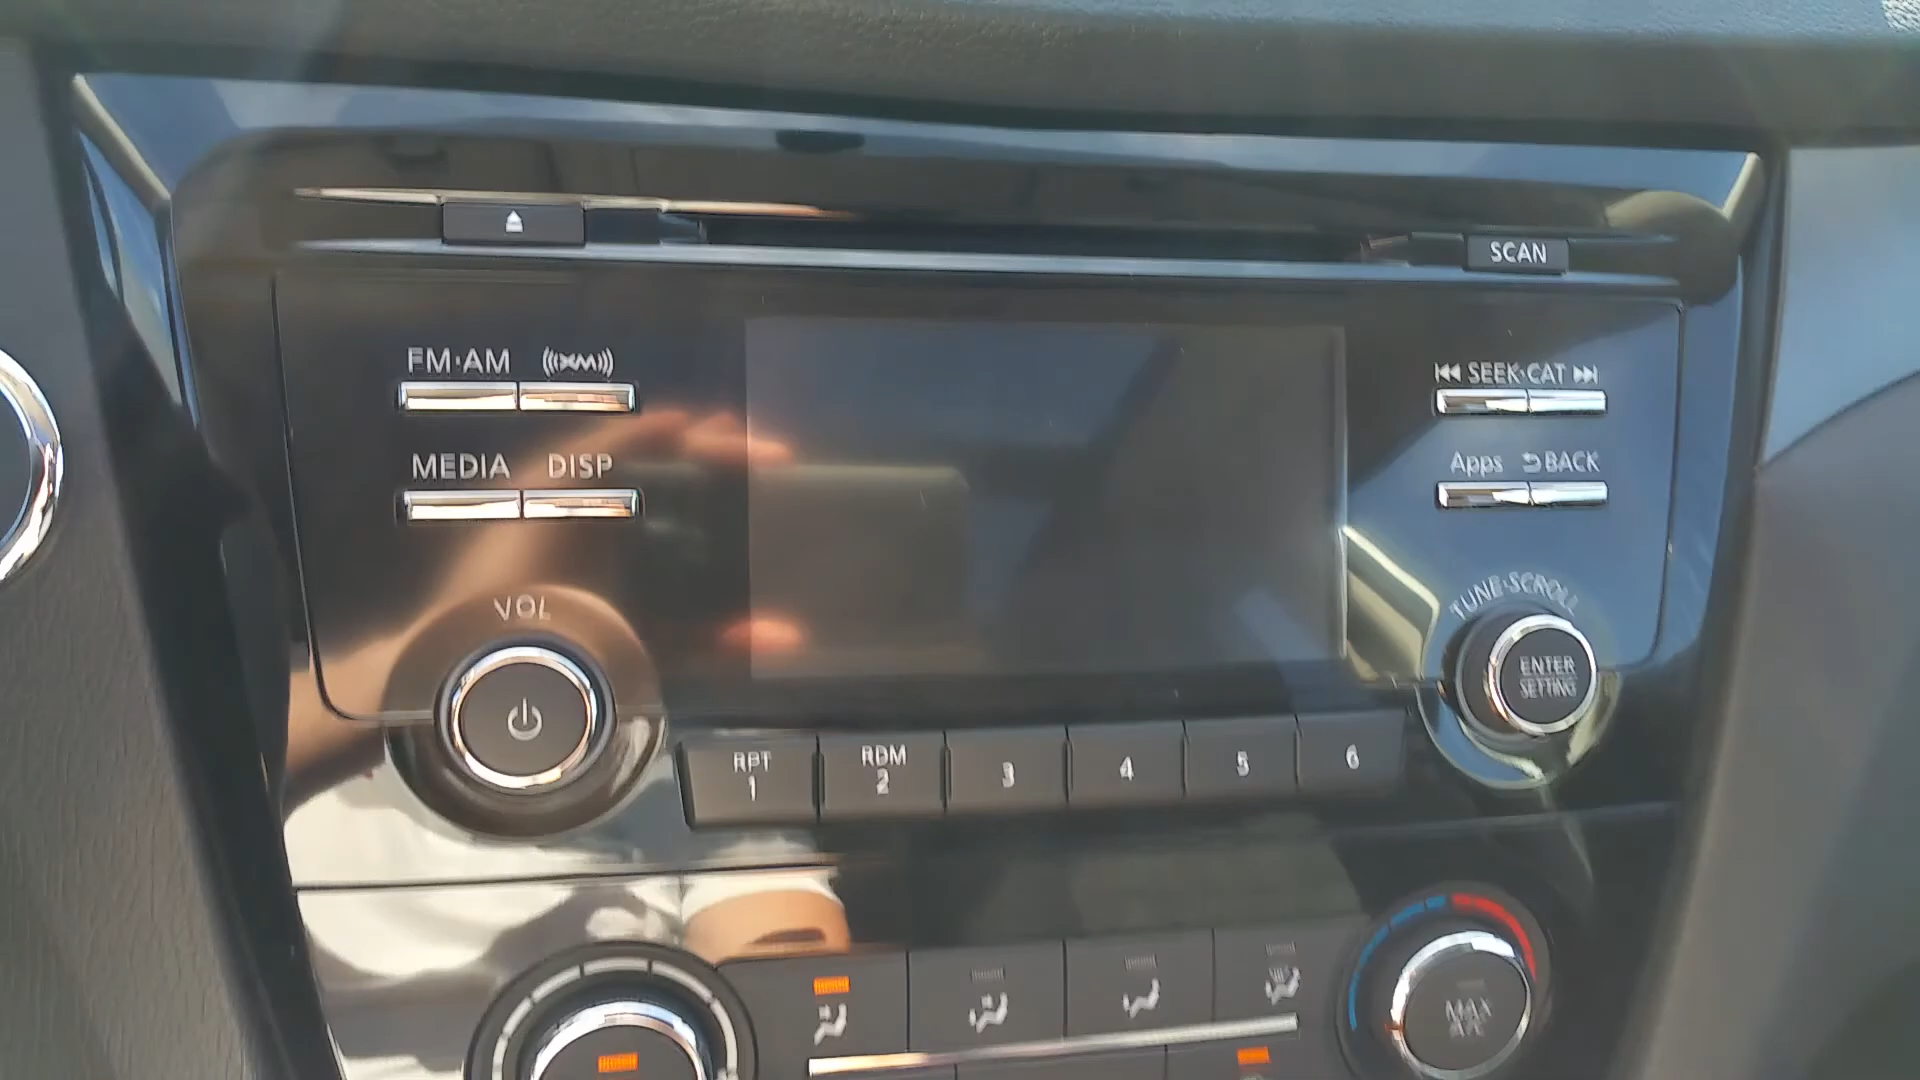 SCAN
FM·AM XM
SEEK·CAT
MEDIA DISP
Apps BACK
VOL
TUNE·SCROLL
ENTER
SETTING
RPT
1
RDM
2
3
4
5
6
MAX
A/C